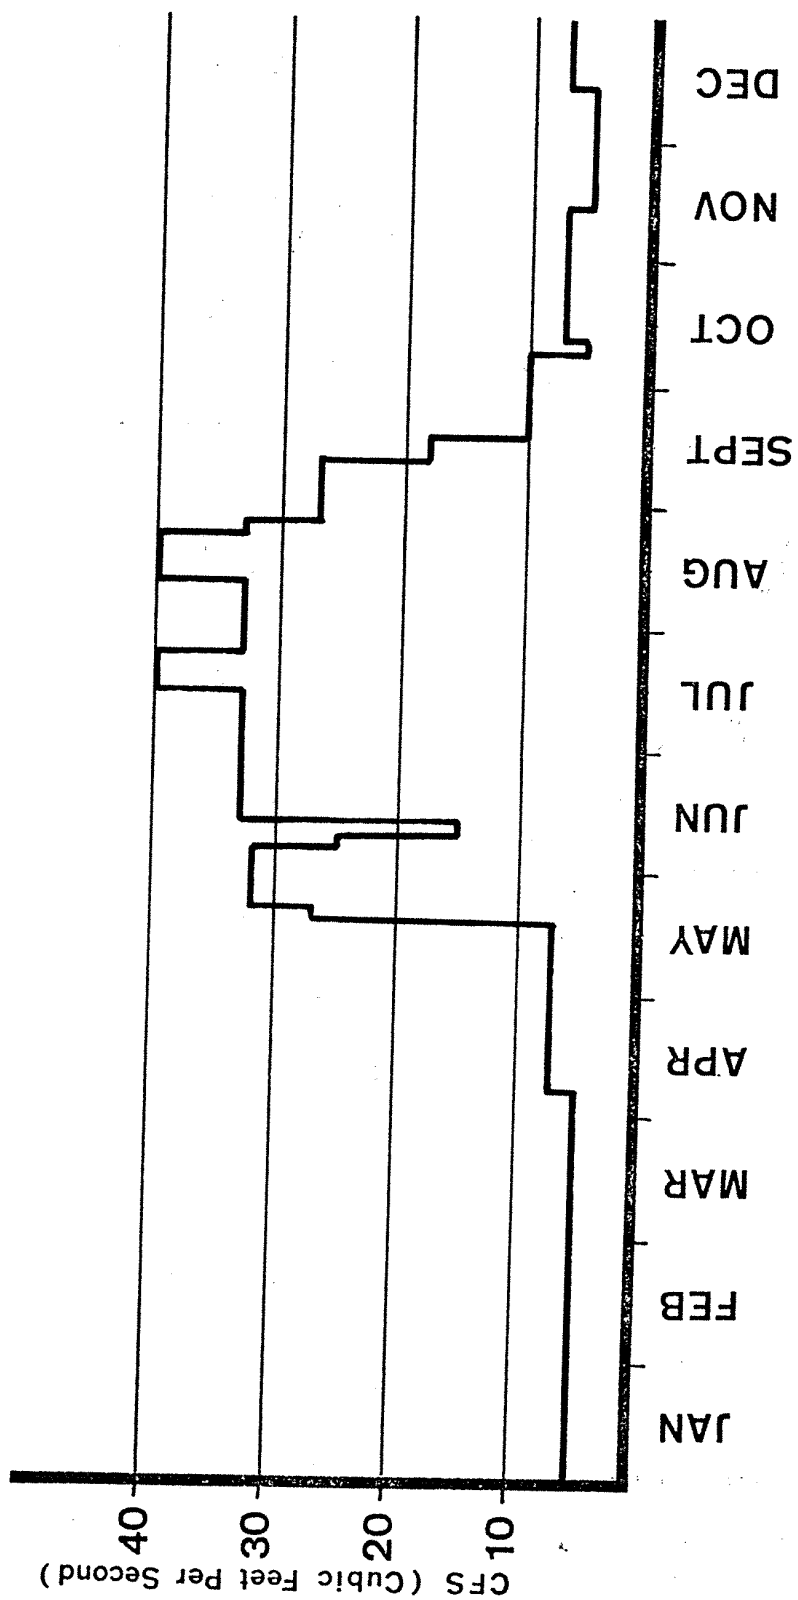 CFS (Cubic Feet Per Second)
40
30
20
10
JAN
FEB
MAR
APR
MAY
JUN
JUL
AUG
SEPT
OCT
NOV
DEC